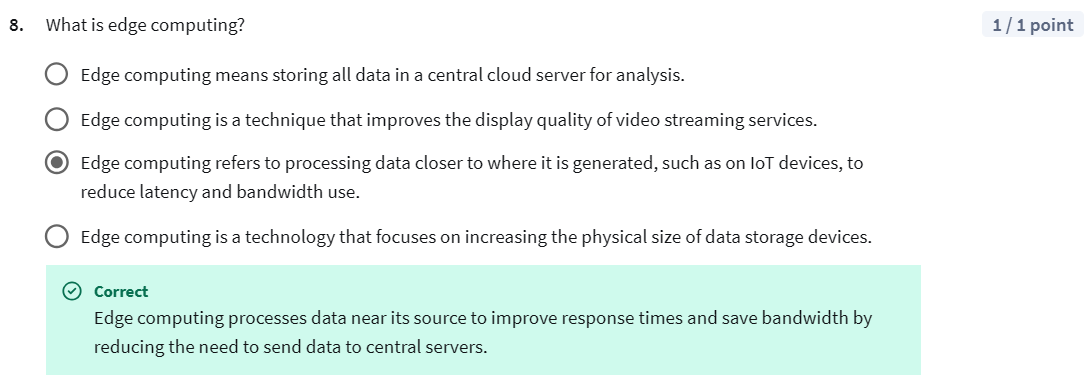 8. What is edge computing? 1 / 1 point
Edge computing means storing all data in a central cloud server for analysis.
Edge computing is a technique that improves the display quality of video streaming services.
Edge computing refers to processing data closer to where it is generated, such as on IoT devices, to
reduce latency and bandwidth use.
Edge computing is a technology that focuses on increasing the physical size of data storage devices.
Correct
Edge computing processes data near its source to improve response times and save bandwidth by
reducing the need to send data to central servers.